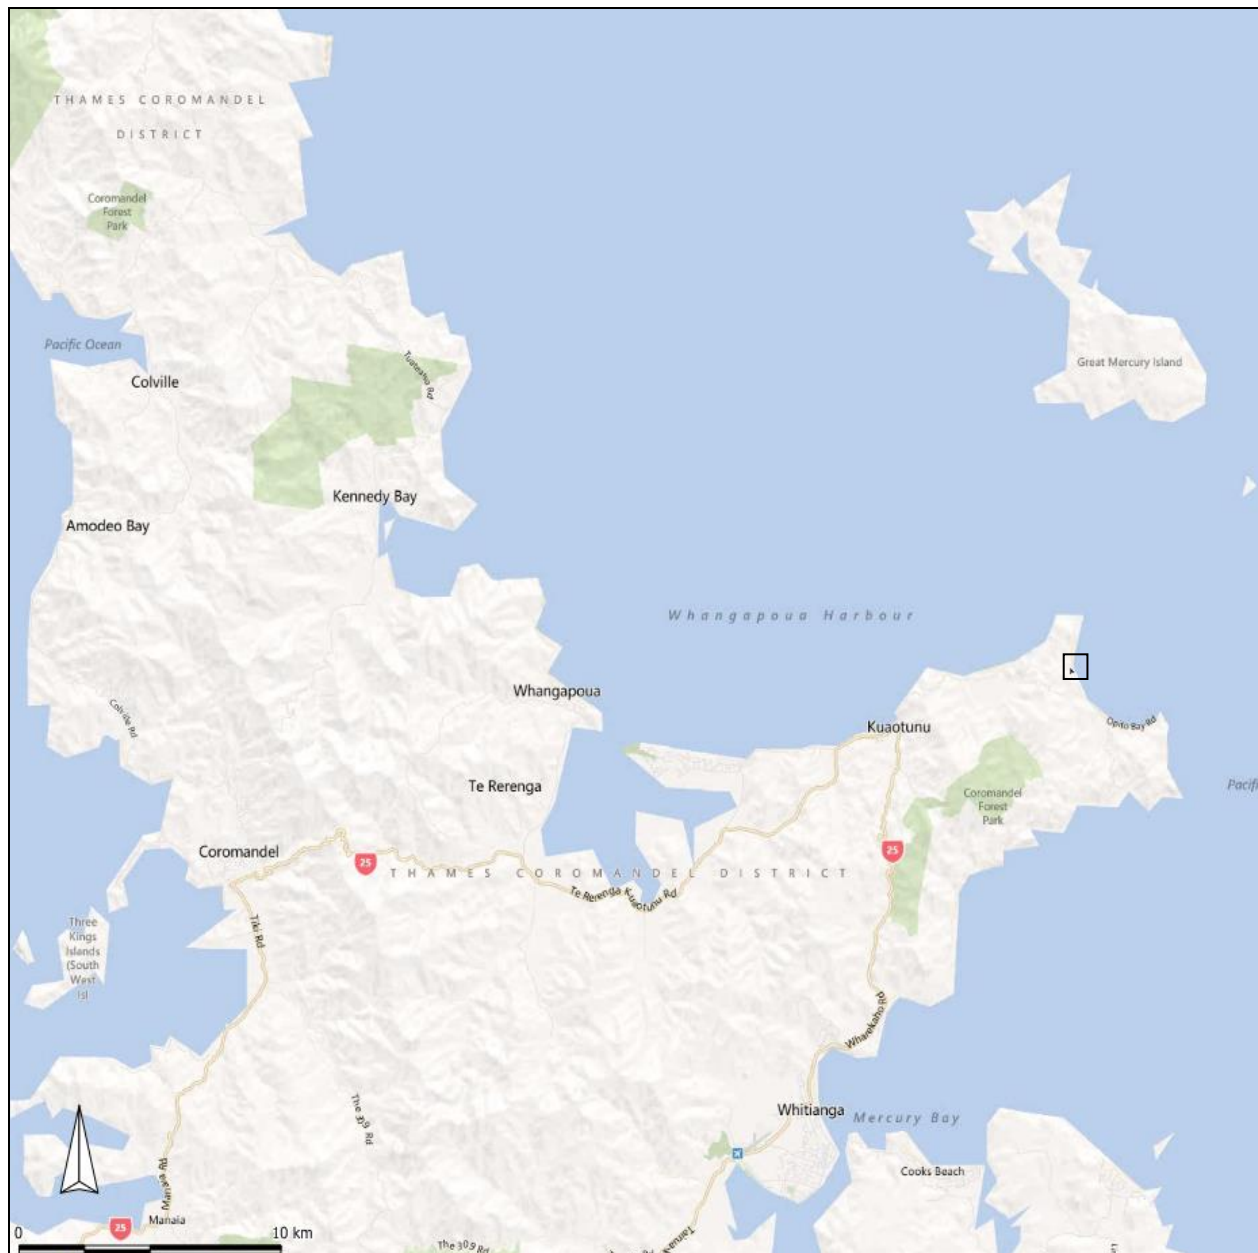 THAMES COROMANDEL
DISTRICT
Coromandel
Forest
Park
Pacific Ocean
Colville
Tuateawa Rd
Great Mercury Island
Kennedy Bay
Amodeo Bay
Whangapoua Harbour
Whangapoua
Colville Rd
Kuaotunu
Opito Bay Rd
Te Rerenga
Coromandel
Forest
Park
Pacifi
Coromandel
25
25
THAMES COROMANDEL DISTRICT
Te Rerenga Kuaotunu Rd
Three
Kings
Islands
(South
West
Isl
Tiki Rd
Wharekaho Rd
The 309 Rd
Whitianga
Mercury Bay
Cooks Beach
Manaia Rd
Manaia
25
0
10 km
The 309 Rd